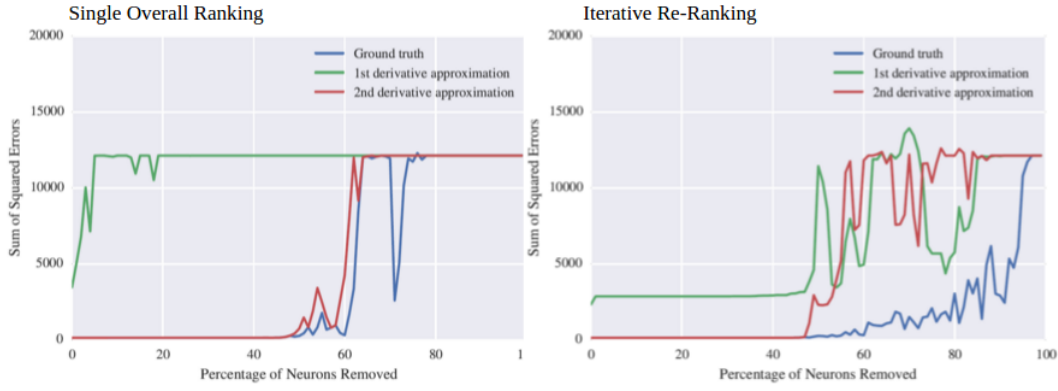 Single Overall Ranking
20000
15000
10000
5000
0
Sum of Squared Errors
Ground truth
1st derivative approximation
2nd derivative approximation
0 20 40 60 80 1
Percentage of Neurons Removed
Iterative Re-Ranking
20000
15000
10000
5000
0
Sum of Squared Errors
Ground truth
1st derivative approximation
2nd derivative approximation
0 20 40 60 80 100
Percentage of Neurons Removed